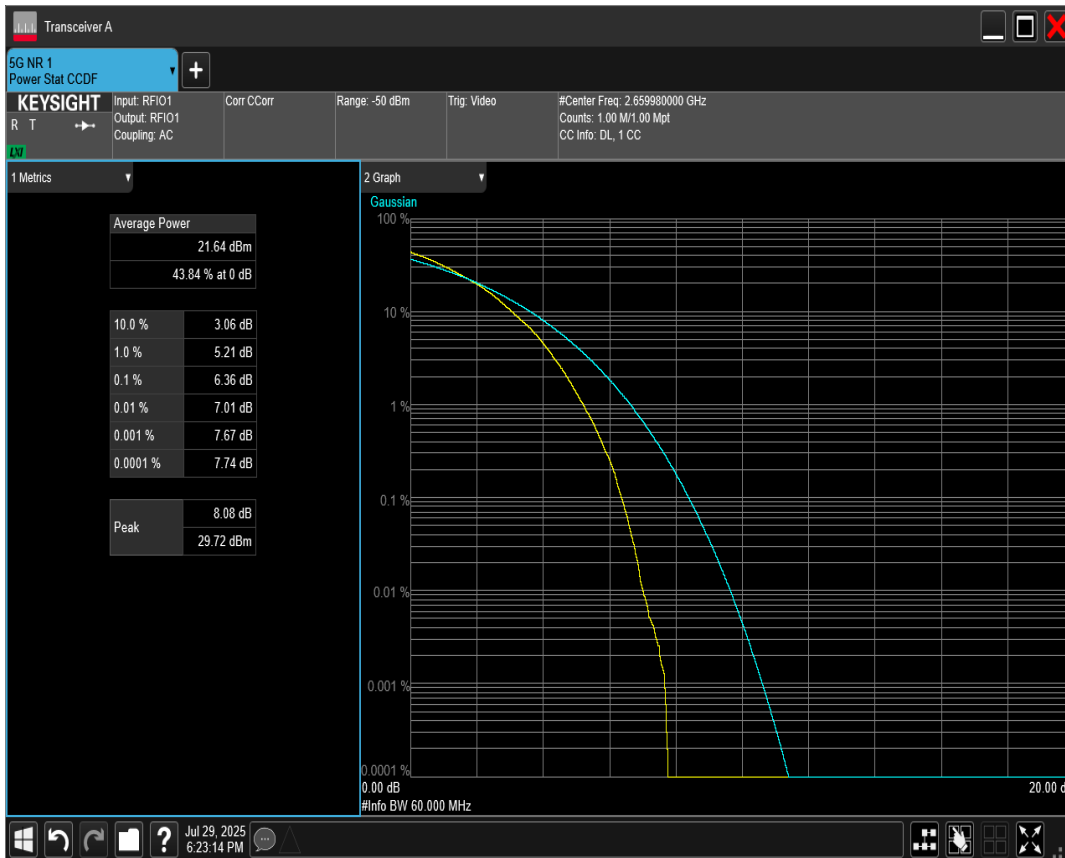 Transceiver A
5G NR 1
Power Stat CCDF
+
KEYSIGHT
R T
LXI
Input: RFIO1
Output: RFIO1
Coupling: AC
Corr CCorr
Range: -50 dBm
Trig: Video
#Center Freq: 2.659980000 GHz
Counts: 1.00 M/1.00 Mpt
CC Info: DL, 1 CC
1 Metrics
Average Power
21.64 dBm
43.84 % at 0 dB
10.0 % 3.06 dB
1.0 % 5.21 dB
0.1 % 6.36 dB
0.01 % 7.01 dB
0.001 % 7.67 dB
0.0001 % 7.74 dB
Peak 8.08 dB
29.72 dBm
2 Graph
Gaussian
100 %
10 %
1 %
0.1 %
0.01 %
0.001 %
0.0001 %
0.00 dB 20.00 d
#Info BW 60.000 MHz
?
Jul 29, 2025
6:23:14 PM